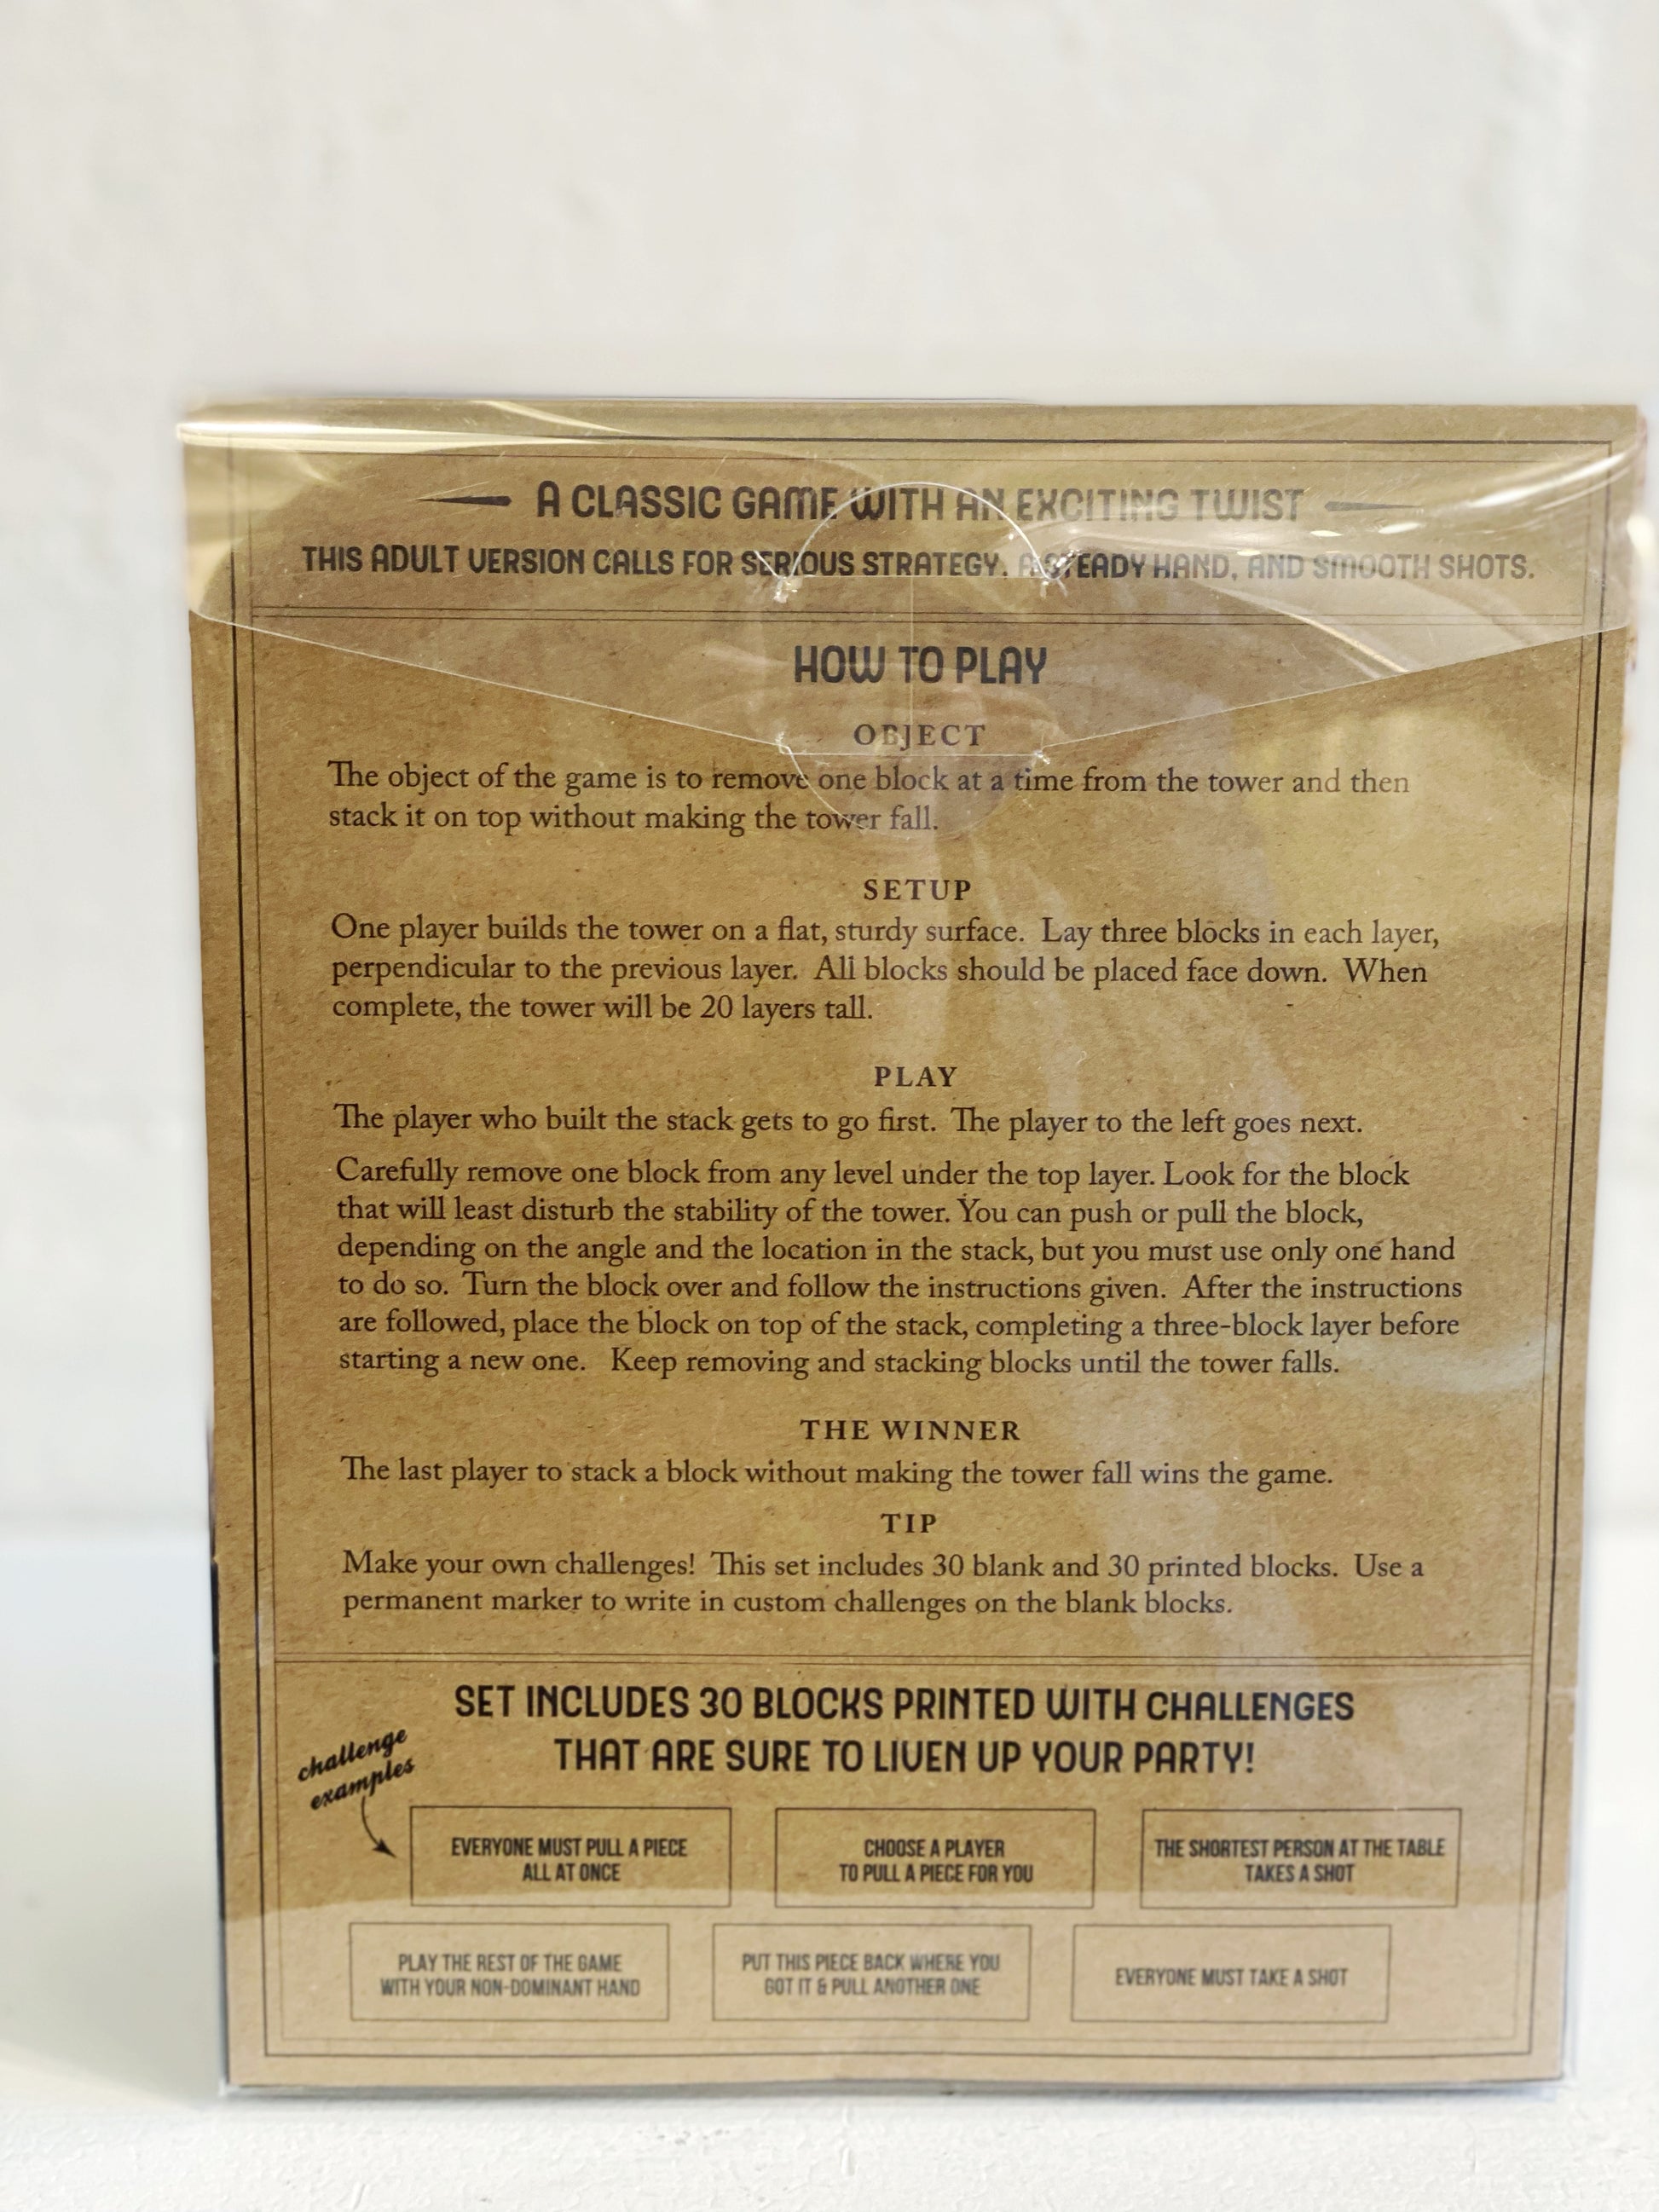 A CLASSIC GAME WITH AN EXCITING TWIST
THIS ADULT VERSION CALLS FOR SERIOUS STRATEGY, A STEADY HAND, AND SMOOTH SHOTS.
HOW TO PLAY
OBJECT
The object of the game is to remove one block at a time from the tower and then
stack it on top without making the tower fall.
SETUP
One player builds the tower on a flat, sturdy surface. Lay three blocks in each layer,
perpendicular to the previous layer. All blocks should be placed face down. When
complete, the tower will be 20 layers tall.
PLAY
The player who built the stack gets to go first. The player to the left goes next.
Carefully remove one block from any level under the top layer. Look for the block
that will least disturb the stability of the tower. You can push or pull the block,
depending on the angle and the location in the stack, but you must use only one hand
to do so. Turn the block over and follow the instructions given. After the instructions
are followed, place the block on top of the stack, completing a three-block layer before
starting a new one. Keep removing and stacking blocks until the tower falls.
THE WINNER
The last player to stack a block without making the tower fall wins the game.
TIP
Make your own challenges! This set includes 30 blank and 30 printed blocks. Use a
permanent marker to write in custom challenges on the blank blocks.
SET INCLUDES 30 BLOCKS PRINTED WITH CHALLENGES
THAT ARE SURE TO LIVEN UP YOUR PARTY!
challenge
examples
EVERYONE MUST PULL A PIECE
ALL AT ONCE
CHOOSE A PLAYER
TO PULL A PIECE FOR YOU
THE SHORTEST PERSON AT THE TABLE
TAKES A SHOT
PLAY THE REST OF THE GAME
WITH YOUR NON-DOMINANT HAND
PUT THIS PIECE BACK WHERE YOU
GOT IT & PULL ANOTHER ONE
EVERYONE MUST TAKE A SHOT